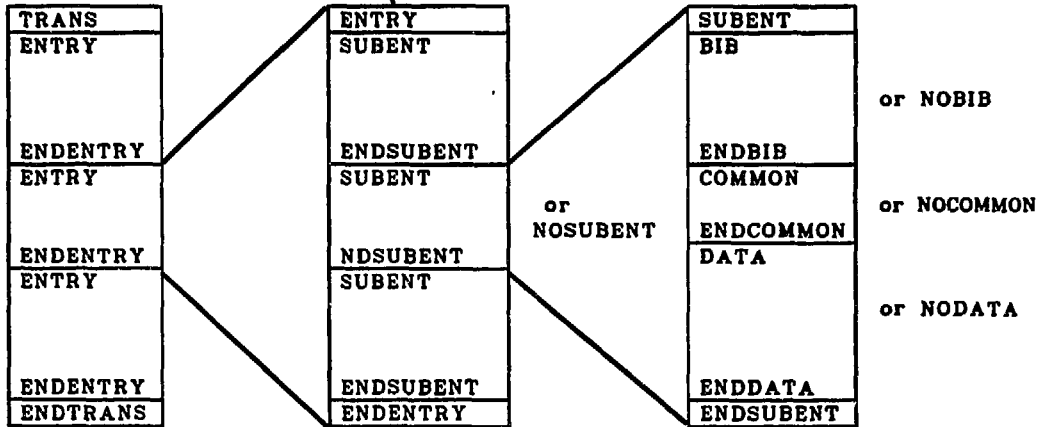 TRANS
ENTRY
ENDENTRY
ENTRY
ENDENTRY
ENTRY
ENDENTRY
ENDTRANS
ENTRY
SUBENT
ENDSUBENT
SUBENT
NDSUBENT
SUBENT
ENDSUBENT
ENDENTRY
or
NOSUBENT
SUBENT
BIB
ENDBIB
COMMON
ENDCOMMON
DATA
ENDDATA
ENDSUBENT
or NOBIB
or NOCOMMON
or NODATA